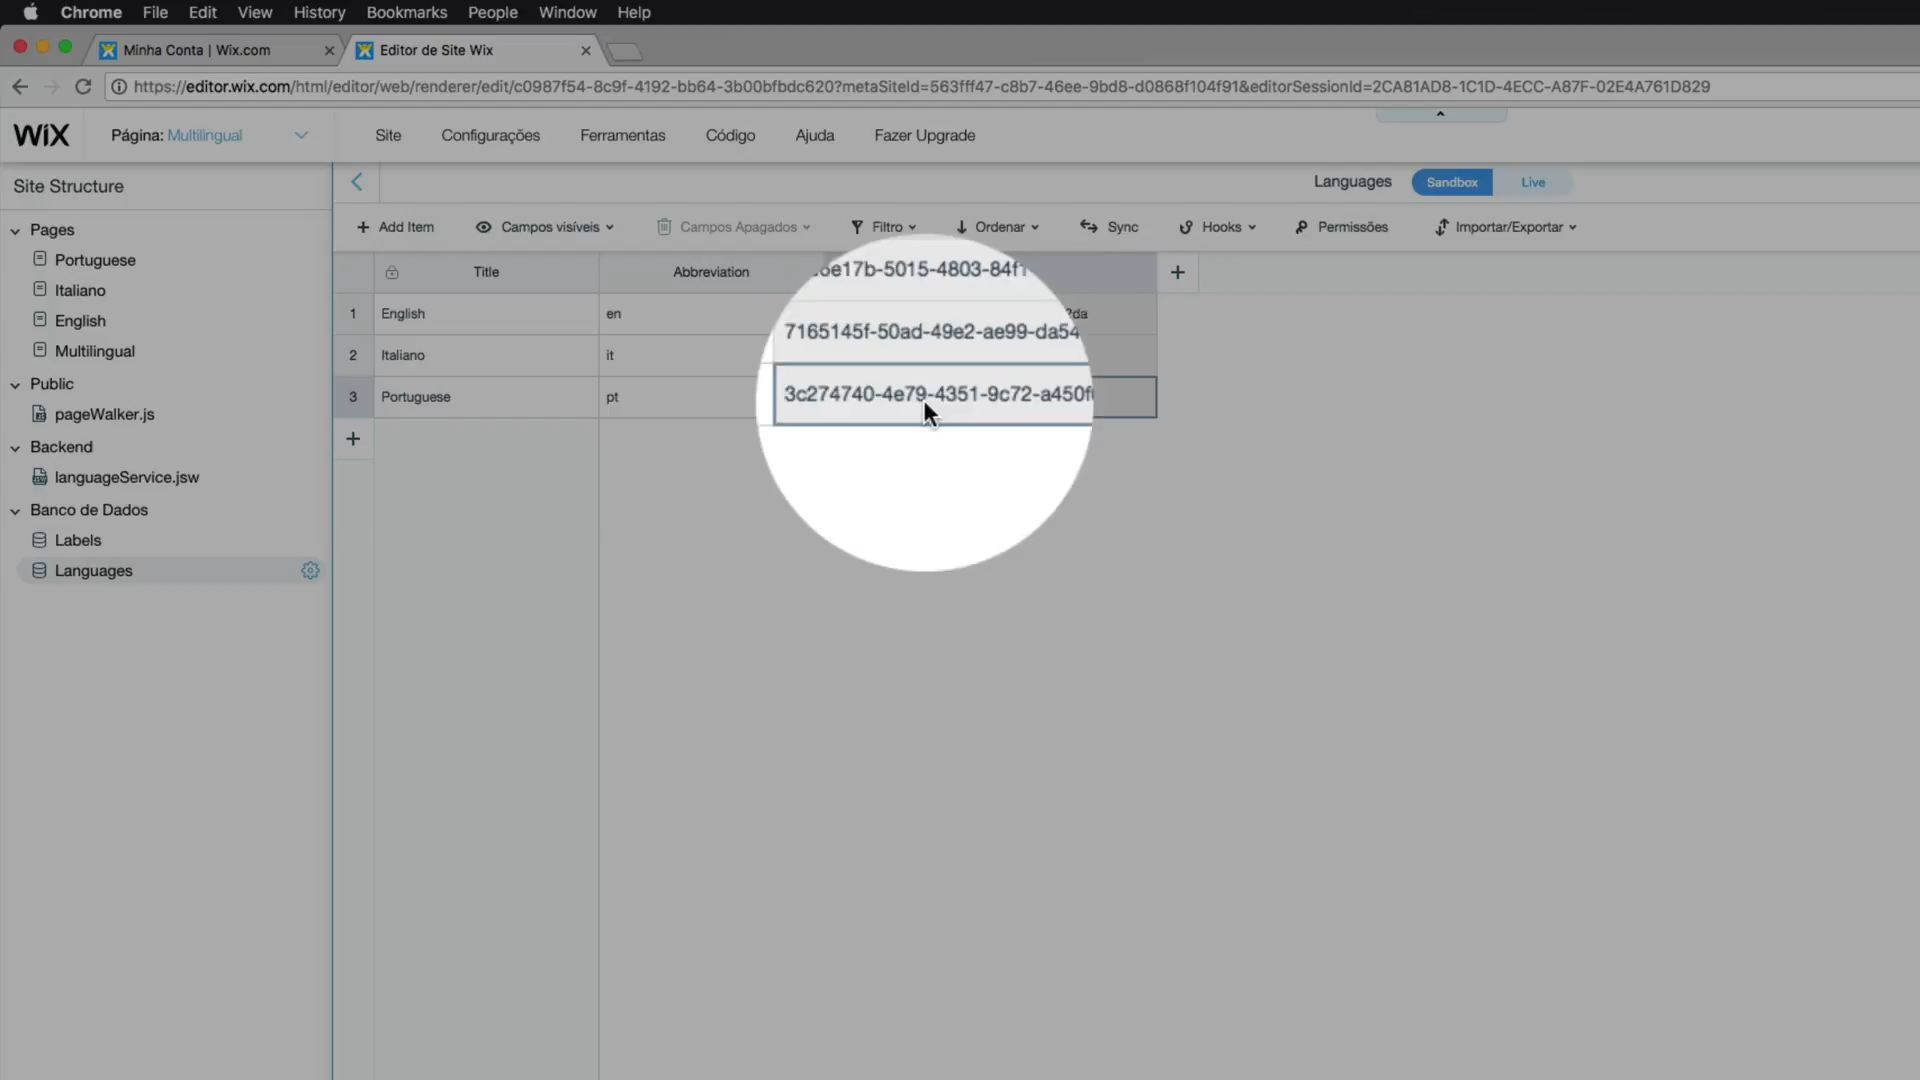 Chrome File Edit View History Bookmarks People Window Help
Minha Conta | Wix.com
Editor de Site Wix
https://editor.wix.com/html/editor/web/renderer/edit/c0987f54-8c9f-4192-bb64-3b00bfbdc620?metaSiteId=563fff47-c8b7-46ee-9bd8-d0868f104f91&editorSessionId=2CA81AD8-1C1D-4ECC-A87F-02E4A761D829
WiX Página: Multilingual Site Configurações Ferramentas Código Ajuda Fazer Upgrade
Site Structure
Languages Sandbox Live
Add Item Campos visíveis Campos Apagados Filtro Ordenar Sync Hooks Permissões Importar/Exportar
Pages
Portuguese
Italiano
English
Multilingual
Public
pageWalker.js
Backend
languageService.jsw
Banco de Dados
Labels
Languages
Title Abbreviation
1 English en
2 Italiano it
3 Portuguese pt
e17b-5015-4803-84f
7165145f-50ad-49e2-ae99-da54
3c274740-4e79-4351-9c72-a450f